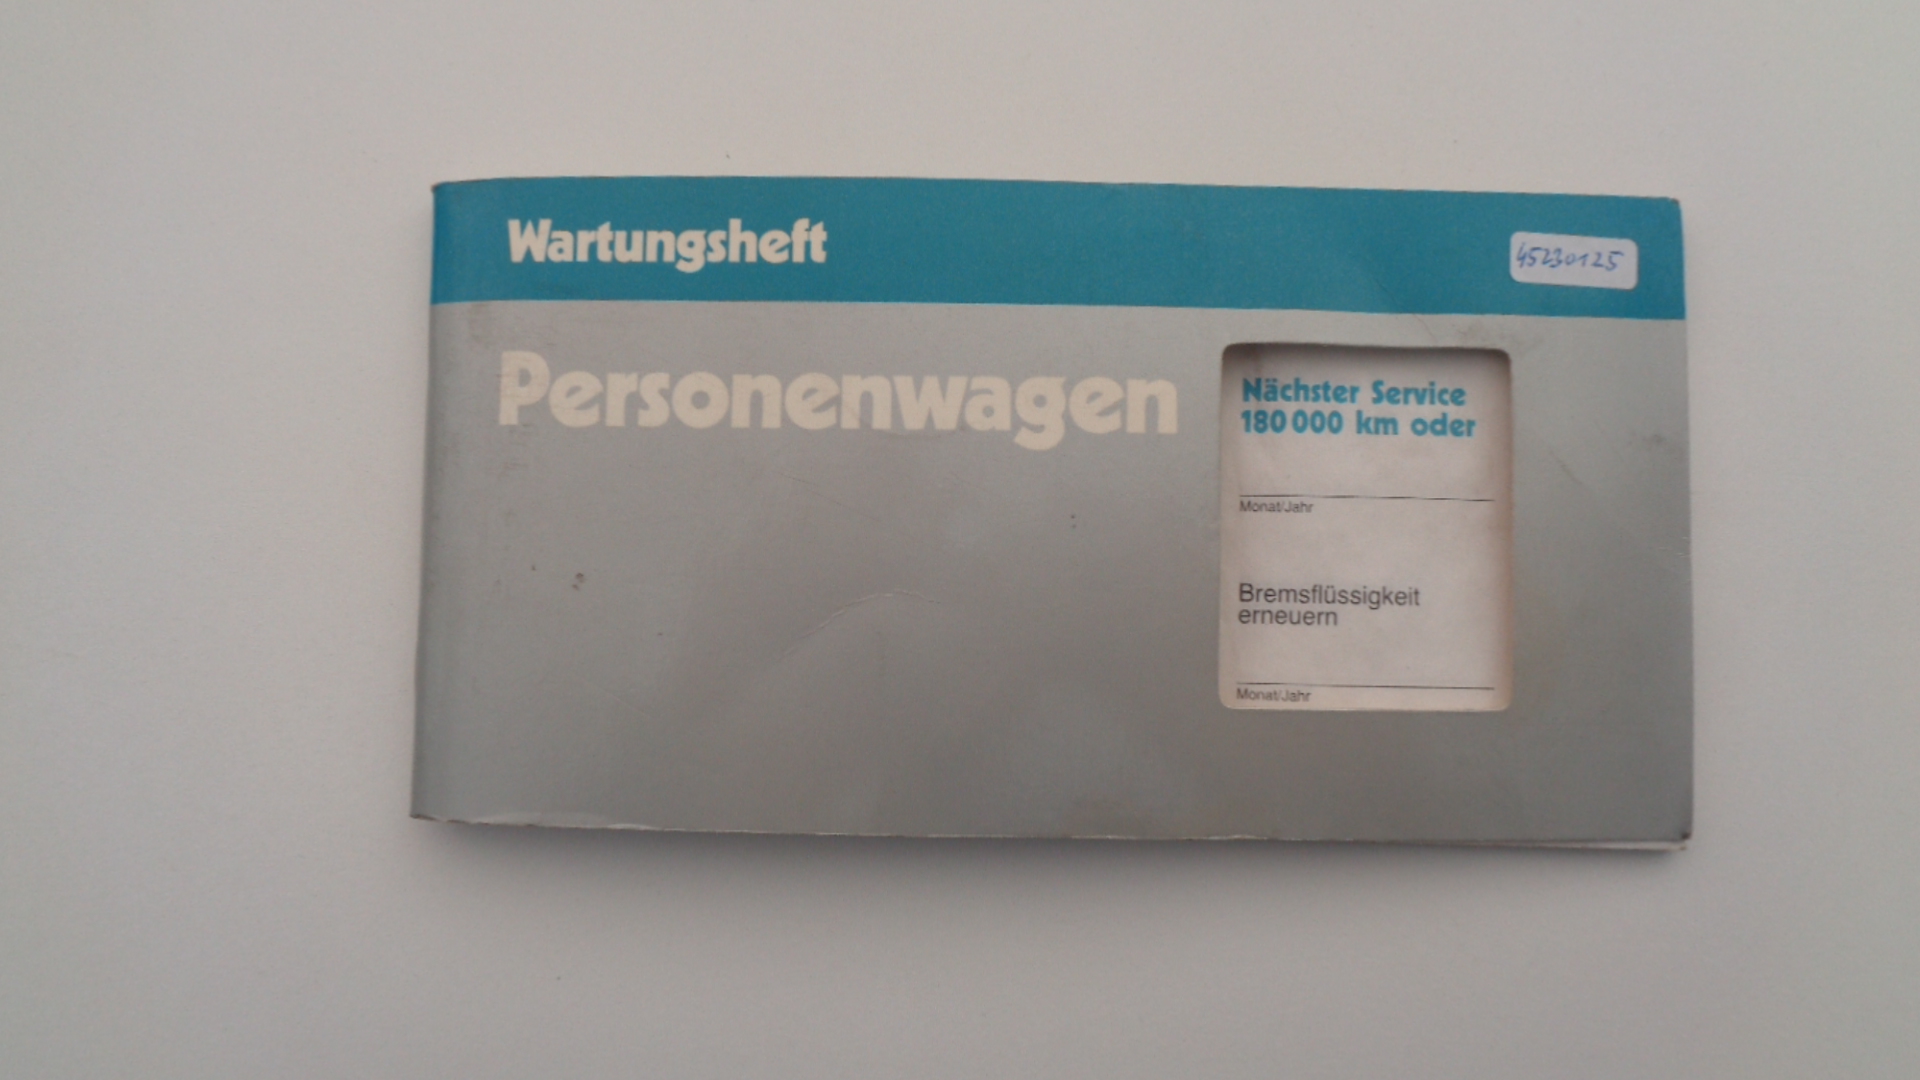 Wartungsheft
45230125
Personenwagen
Nächster Service
180 000 km oder
Monat/Jahr
Bremsflüssigkeit
erneuern
Monat/Jahr